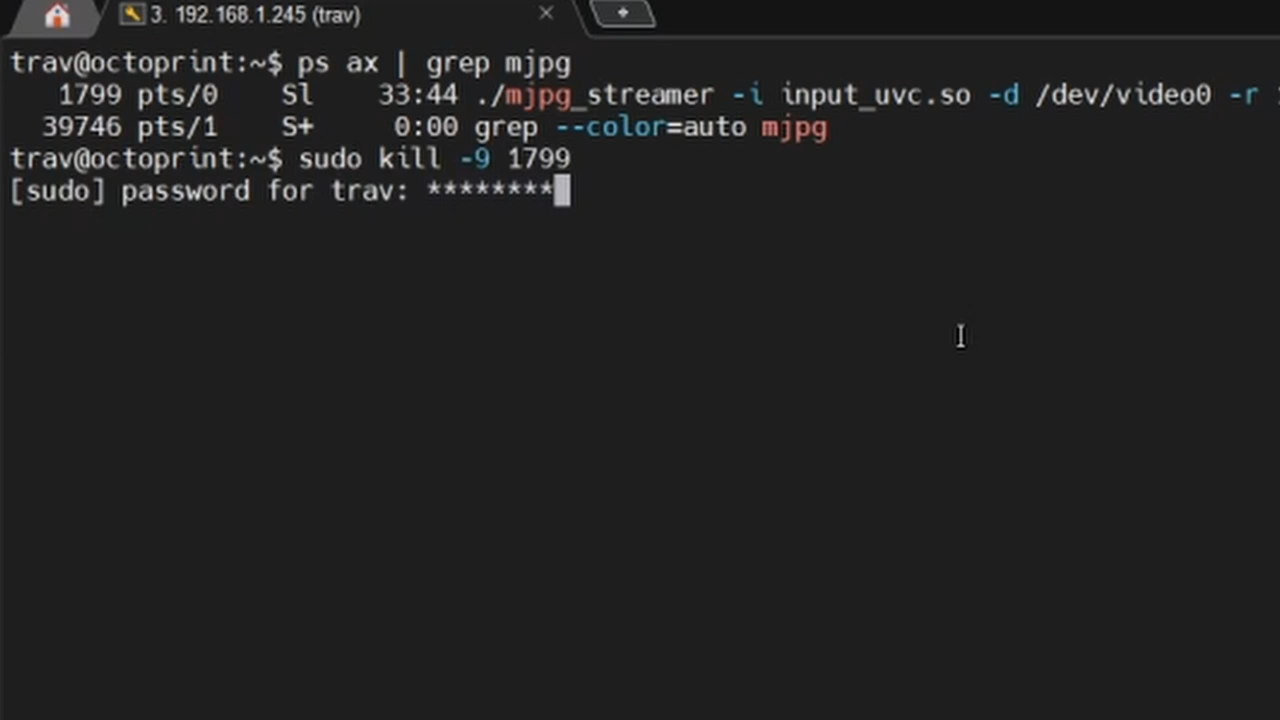 3. 192.168.1.245 (trav)
trav@octoprint:~$ ps ax | grep mjpg
1799 pts/0 Sl 33:44 ./mjpg_streamer -i input_uvc.so -d /dev/video0 -r
39746 pts/1 S+ 0:00 grep --color=auto mjpg
trav@octoprint:~$ sudo kill -9 1799
[sudo] password for trav: ********